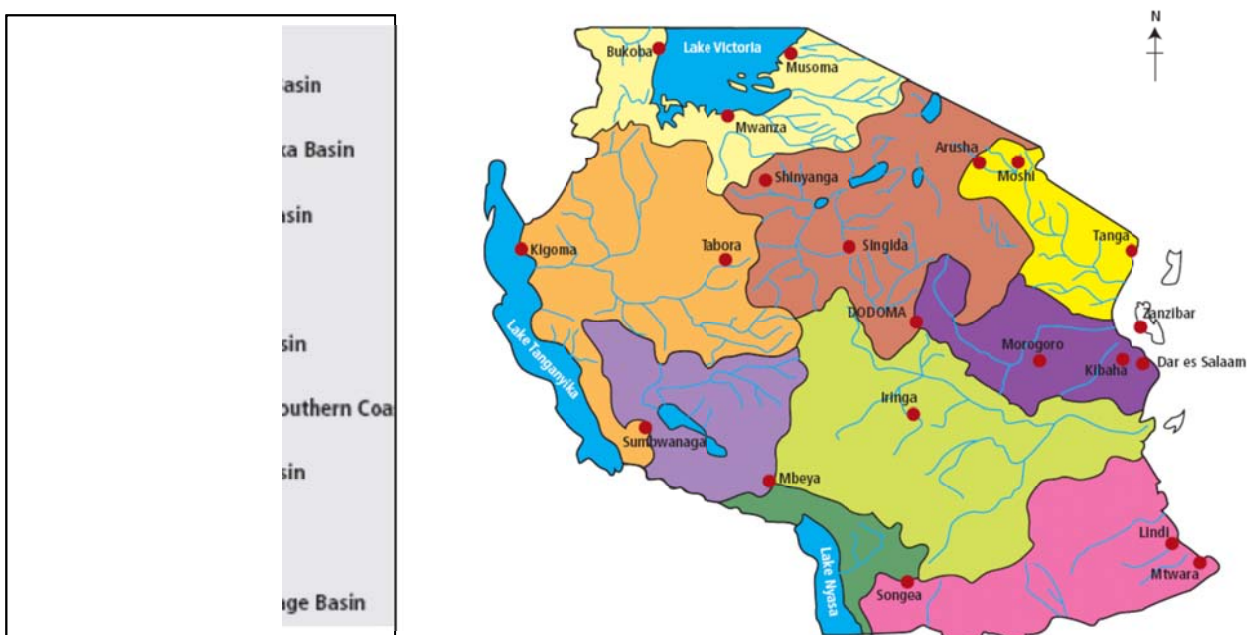 asin
ka Basin
asin
sin
outhern Coa
sin
age Basin
N
Bukoba
Lake Victoria
Musoma
Mwanza
Arusha
Moshi
Shinyanga
Kigoma
Tabora
Singida
Tanga
DODOMA
Zanzibar
Morogoro
Kibaha
Dar es Salaam
Lake Tanganyika
Iringa
Sumbwanaga
Mbeya
Lindi
Mtwara
Lake Nyasa
Songea